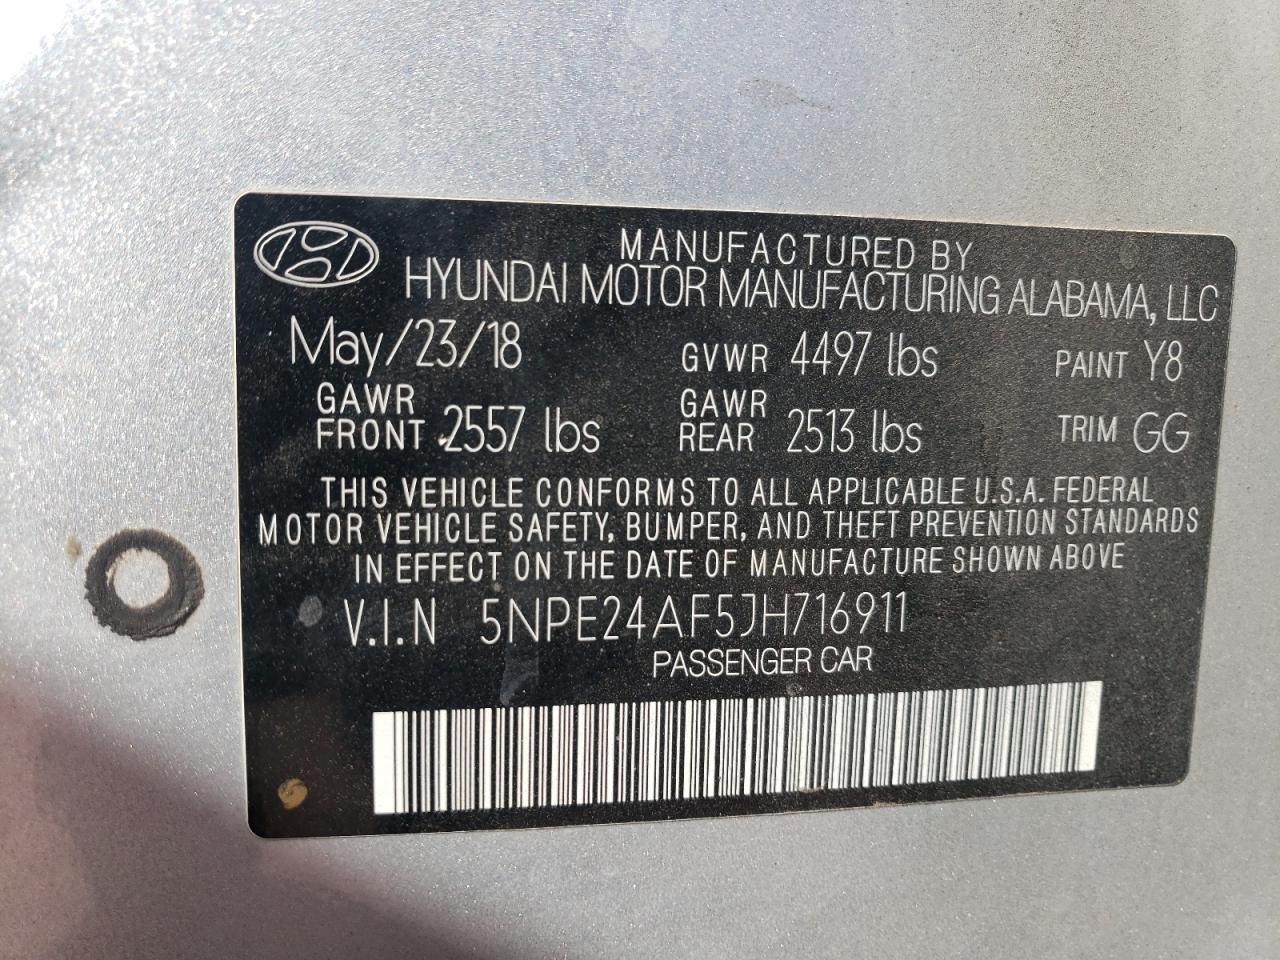 MANUFACTURED BY
HYUNDAI MOTOR MANUFACTURING ALABAMA, LLC
May/23/18 GVWR 4497 lbs PAINT Y8
GAWR FRONT 2557 lbs GAWR REAR 2513 lbs TRIM GG
THIS VEHICLE CONFORMS TO ALL APPLICABLE U.S.A. FEDERAL
MOTOR VEHICLE SAFETY, BUMPER, AND THEFT PREVENTION STANDARDS
IN EFFECT ON THE DATE OF MANUFACTURE SHOWN ABOVE
V.I.N 5NPE24AF5JH716911
PASSENGER CAR